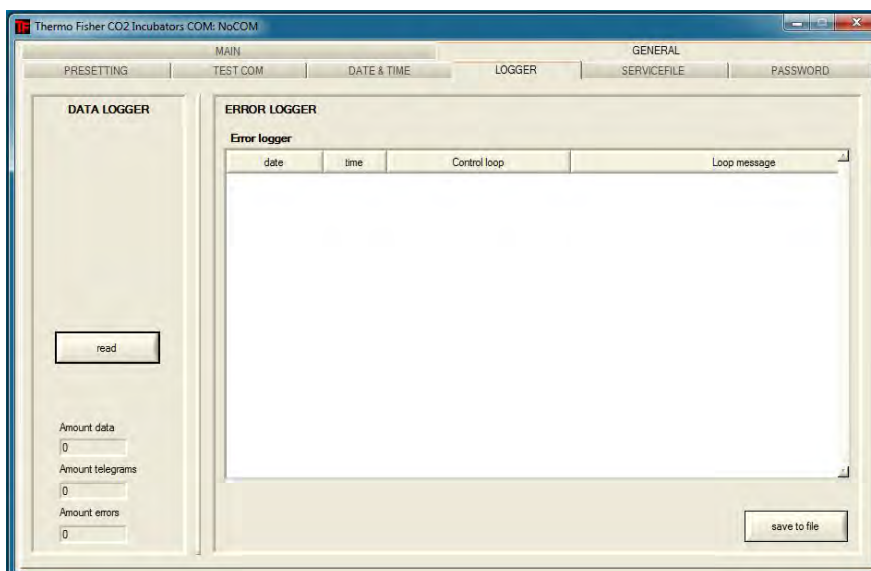 Thermo Fisher CO2 Incubators COM: NoCOM
MAIN GENERAL
PRESETTING TEST COM DATE & TIME LOGGER SERVICEFILE PASSWORD
DATA LOGGER
read
Amount data
0
Amount telegrams
0
Amount errors
0
ERROR LOGGER
Error logger
date time Control loop Loop message
save to file